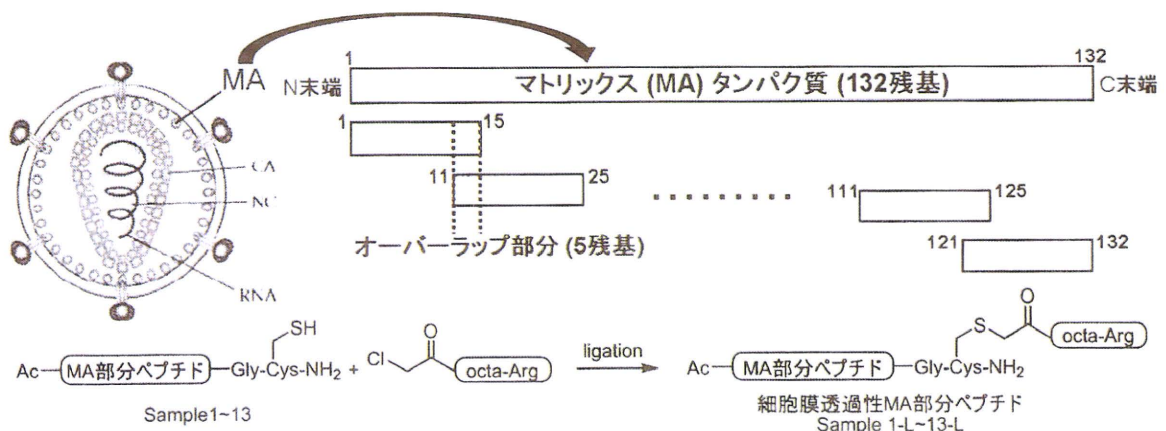 1
132
MA
N末端
マトリックス (MA) タンパク質 (132残基)
C末端
1
15
CA
11
25
111
125
NC
オーバーラップ部分 (5残基)
121
132
RNA
SH
O
Cl
Ac
MA部分ペプチド
Gly-Cys-NH2
+
octa-Arg
ligation
Ac
MA部分ペプチド
Gly-Cys-NH2
S
O
octa-Arg
Sample1~13
細胞膜透過性MA部分ペプチド
Sample 1-L~13-L